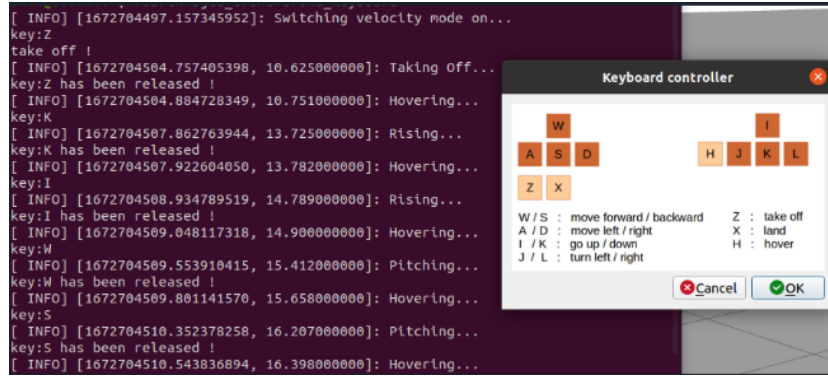 [ INFO] [1672704497.157345952]: Switching velocity mode on...
key:Z
take off !
[ INFO] [1672704504.757405398, 10.625000000]: Taking Off...
key:Z has been released !
[ INFO] [1672704504.884728349, 10.751000000]: Hovering...
key:K
[ INFO] [1672704507.862763944, 13.725000000]: Rising...
key:K has been released !
[ INFO] [1672704507.922604050, 13.782000000]: Hovering...
key:I
[ INFO] [1672704508.934789519, 14.789000000]: Rising...
key:I has been released !
[ INFO] [1672704509.048117318, 14.900000000]: Hovering...
key:W
[ INFO] [1672704509.553910415, 15.412000000]: Pitching...
key:W has been released !
[ INFO] [1672704509.801141570, 15.658000000]: Hovering...
key:S
[ INFO] [1672704510.352378258, 16.207000000]: Pitching...
key:S has been released !
[ INFO] [1672704510.543836894, 16.398000000]: Hovering...
Keyboard controller
W I
A S D H J K L
Z X
W / S : move forward / backward Z : take off
A / D : move left / right X : land
I / K : go up / down H : hover
J / L : turn left / right
Cancel OK